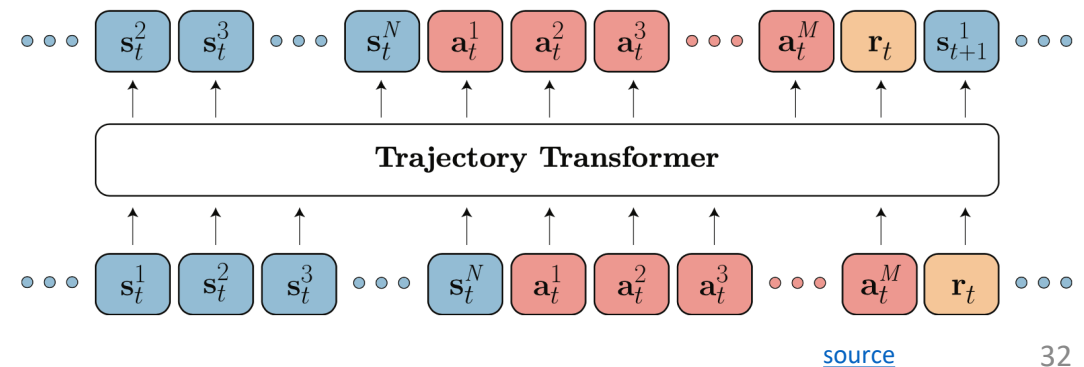 ••• s_t^2 s_t^3 ••• s_t^N a_t^1 a_t^2 a_t^3 ••• a_t^M r_t s_{t+1}^1 •••
Trajectory Transformer
••• s_t^1 s_t^2 s_t^3 ••• s_t^N a_t^1 a_t^2 a_t^3 ••• a_t^M r_t •••
source 32